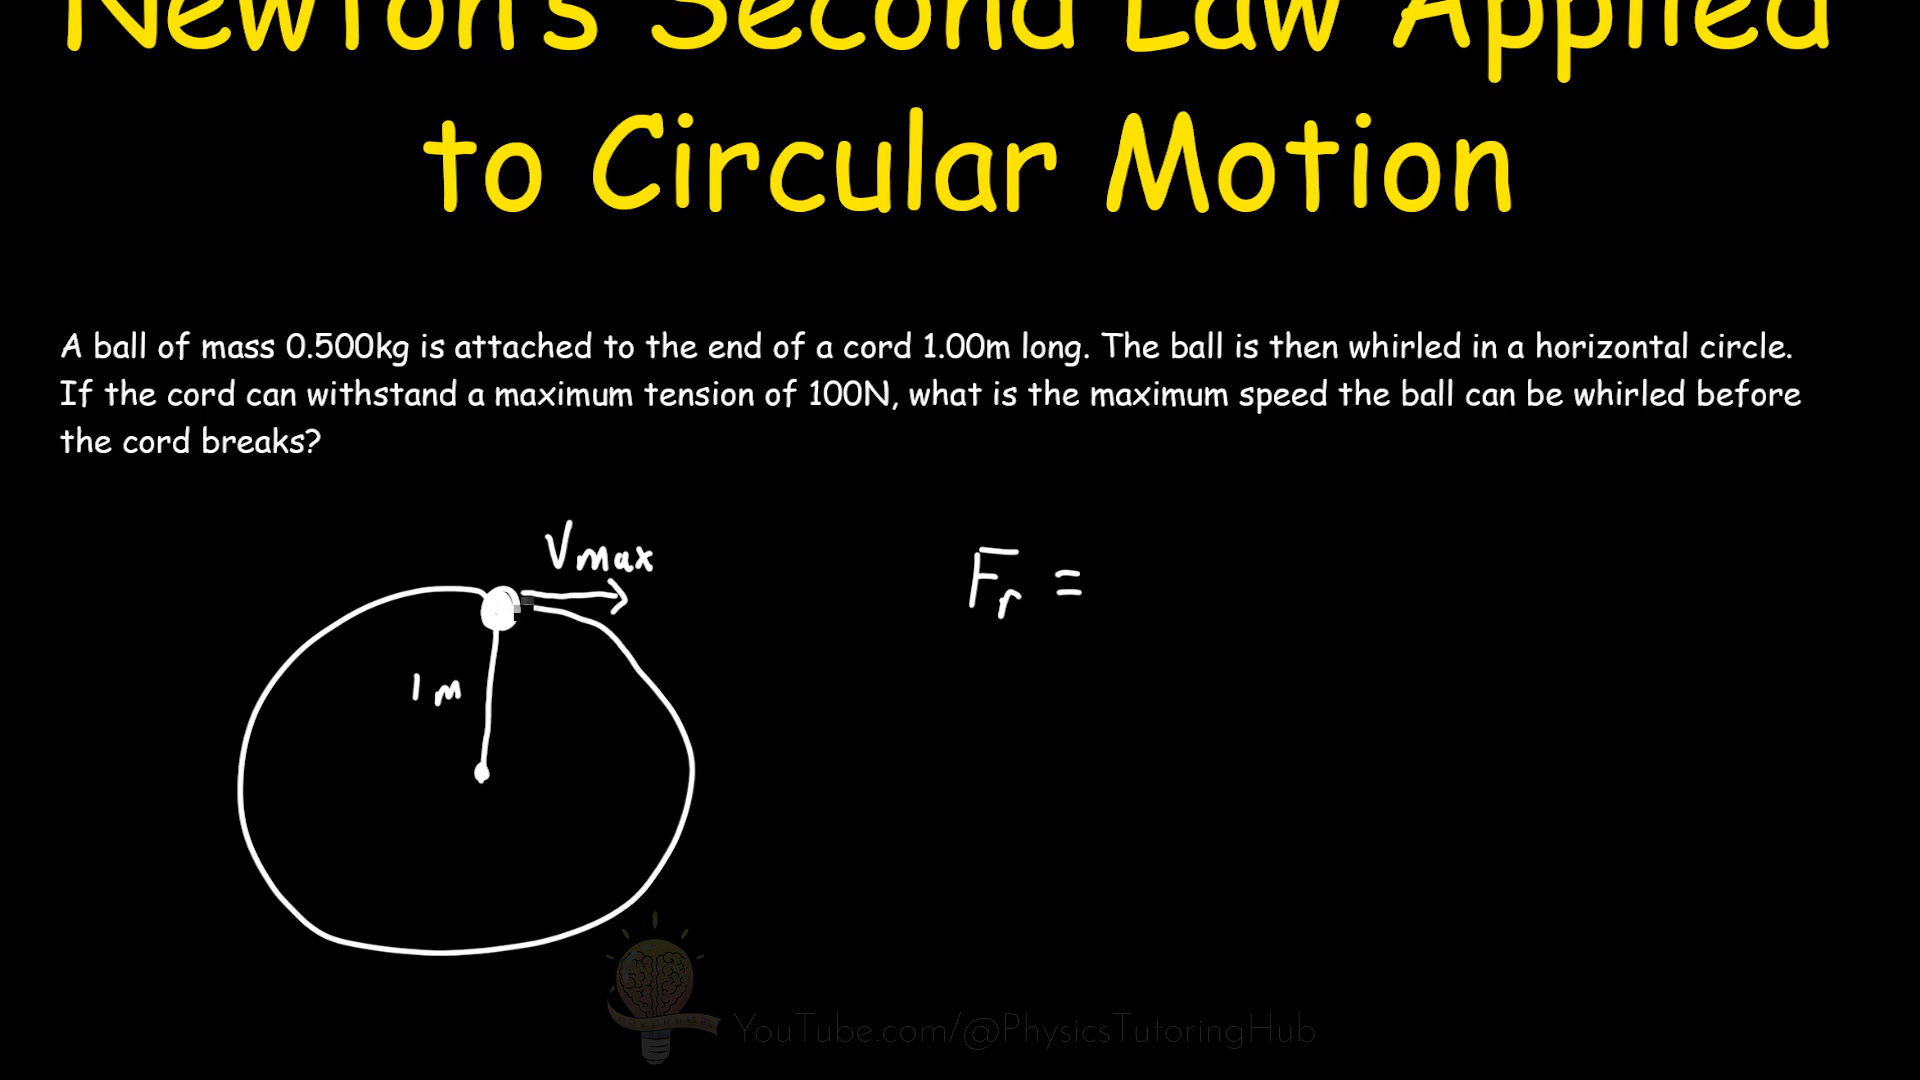 Newton's Second Law Applied
to Circular Motion
A ball of mass 0.500kg is attached to the end of a cord 1.00m long. The ball is then whirled in a horizontal circle.
If the cord can withstand a maximum tension of 100N, what is the maximum speed the ball can be whirled before
the cord breaks?
Vmax
Fr =
1 m
YouTube.com/@PhysicsTutoringHub